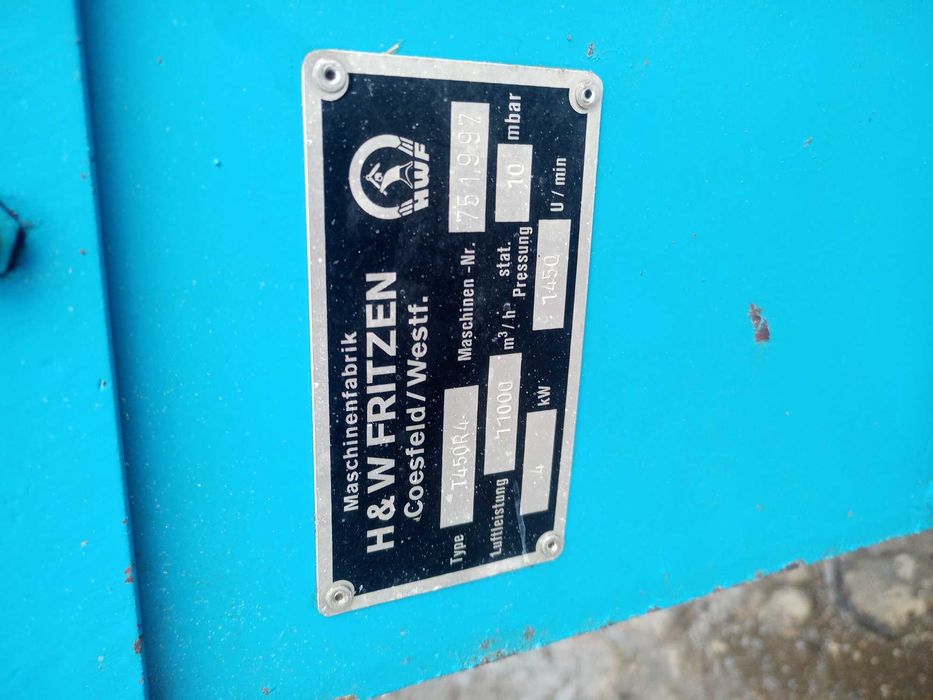 Maschinenfabrik
H&W FRITZEN
Coesfeld/Westf.
HWF
Type T450R4 Maschinen-Nr. 751997
Luftleistung 11000 m³/h stat. Pressung 10 mbar
4 kW 1450 U/min